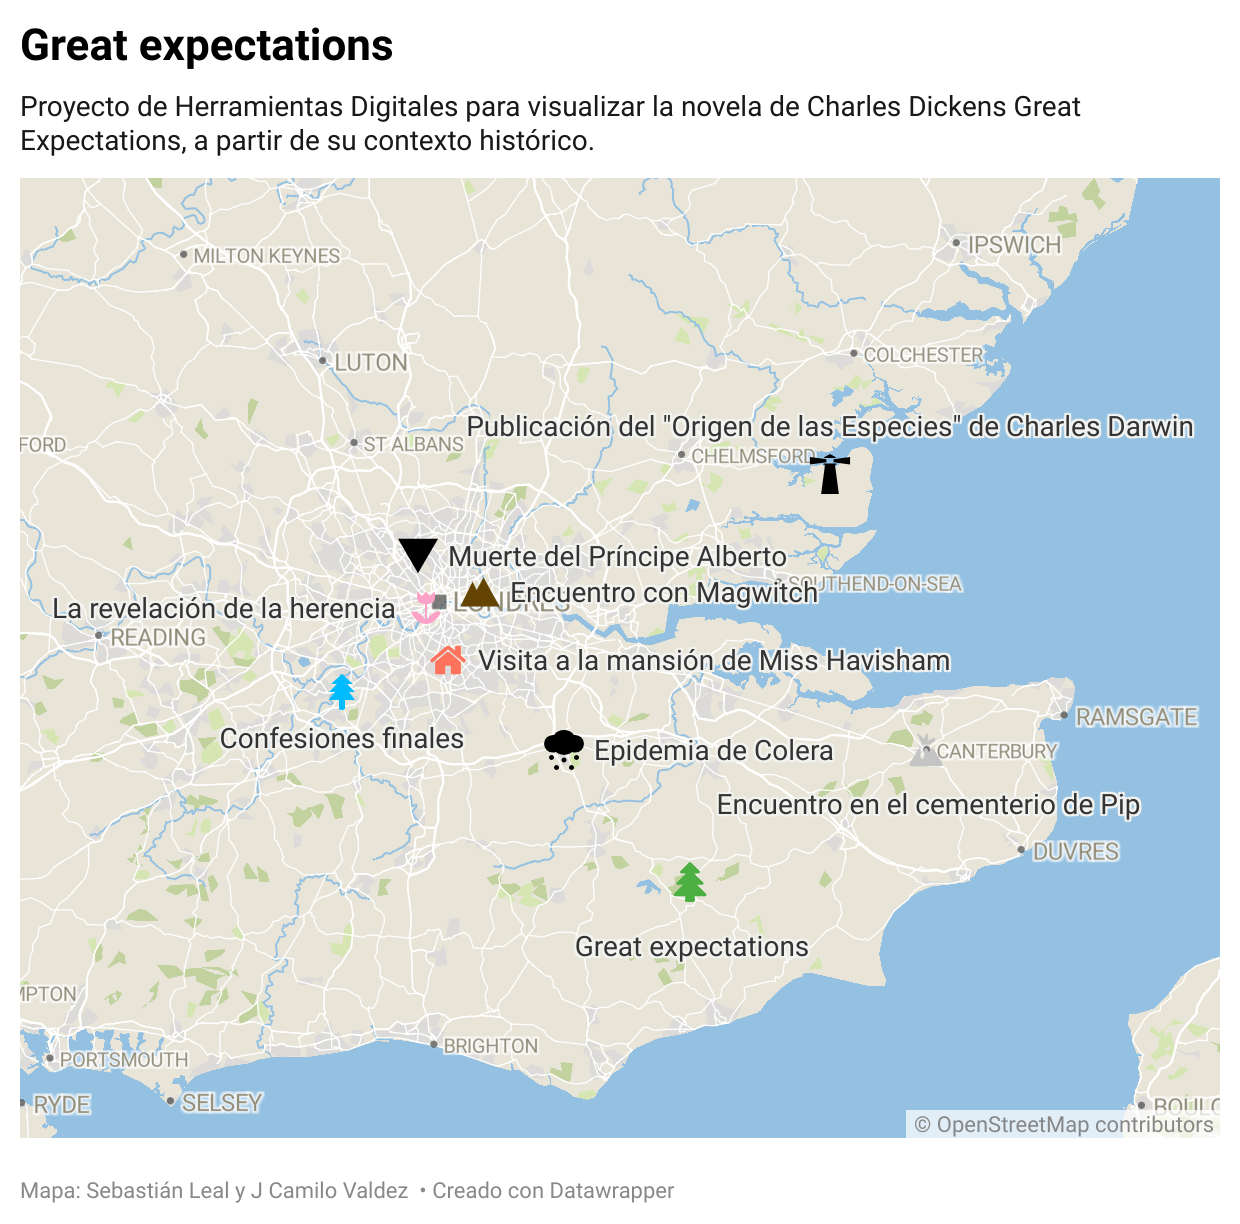 Great expectations
Proyecto de Herramientas Digitales para visualizar la novela de Charles Dickens Great
Expectations, a partir de su contexto histórico.
IPSWICH
MILTON KEYNES
COLCHESTER
LUTON
Publicación del "Origen de las Especies" de Charles Darwin
FORD
ST ALBANS
CHELMSFORD
Muerte del Príncipe Alberto
SOUTHEND-ON-SEA
Encuentro con Magwitch
LONDRES
La revelación de la herencia
READING
Visita a la mansión de Miss Havisham
RAMSGATE
Confesiones finales
Epidemia de Colera
CANTERBURY
Encuentro en el cementerio de Pip
DUVRES
Great expectations
MPTON
BRIGHTON
PORTSMOUTH
SELSEY
RYDE
BOULO
© OpenStreetMap contributors
Mapa: Sebastián Leal y J Camilo Valdez • Creado con Datawrapper